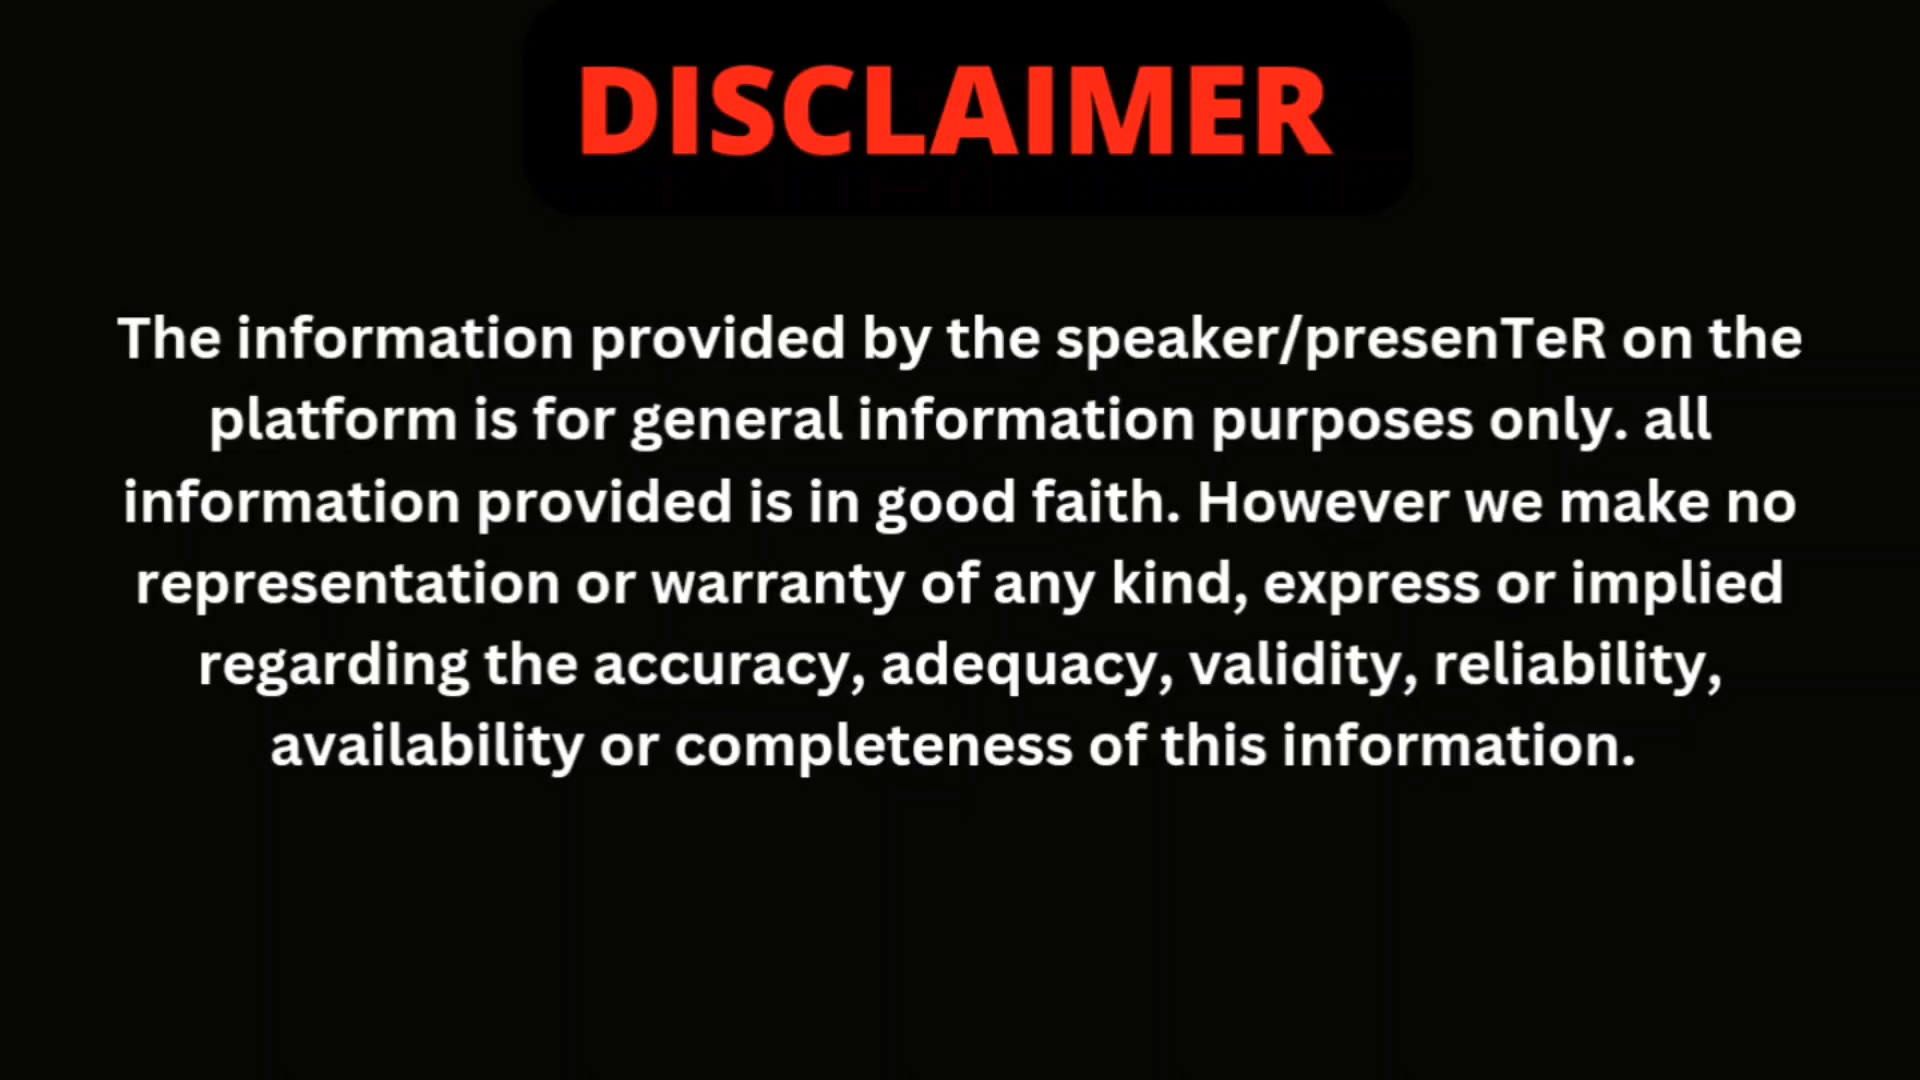 DISCLAIMER
The information provided by the speaker/presenTeR on the
platform is for general information purposes only. all
information provided is in good faith. However we make no
representation or warranty of any kind, express or implied
regarding the accuracy, adequacy, validity, reliability,
availability or completeness of this information.